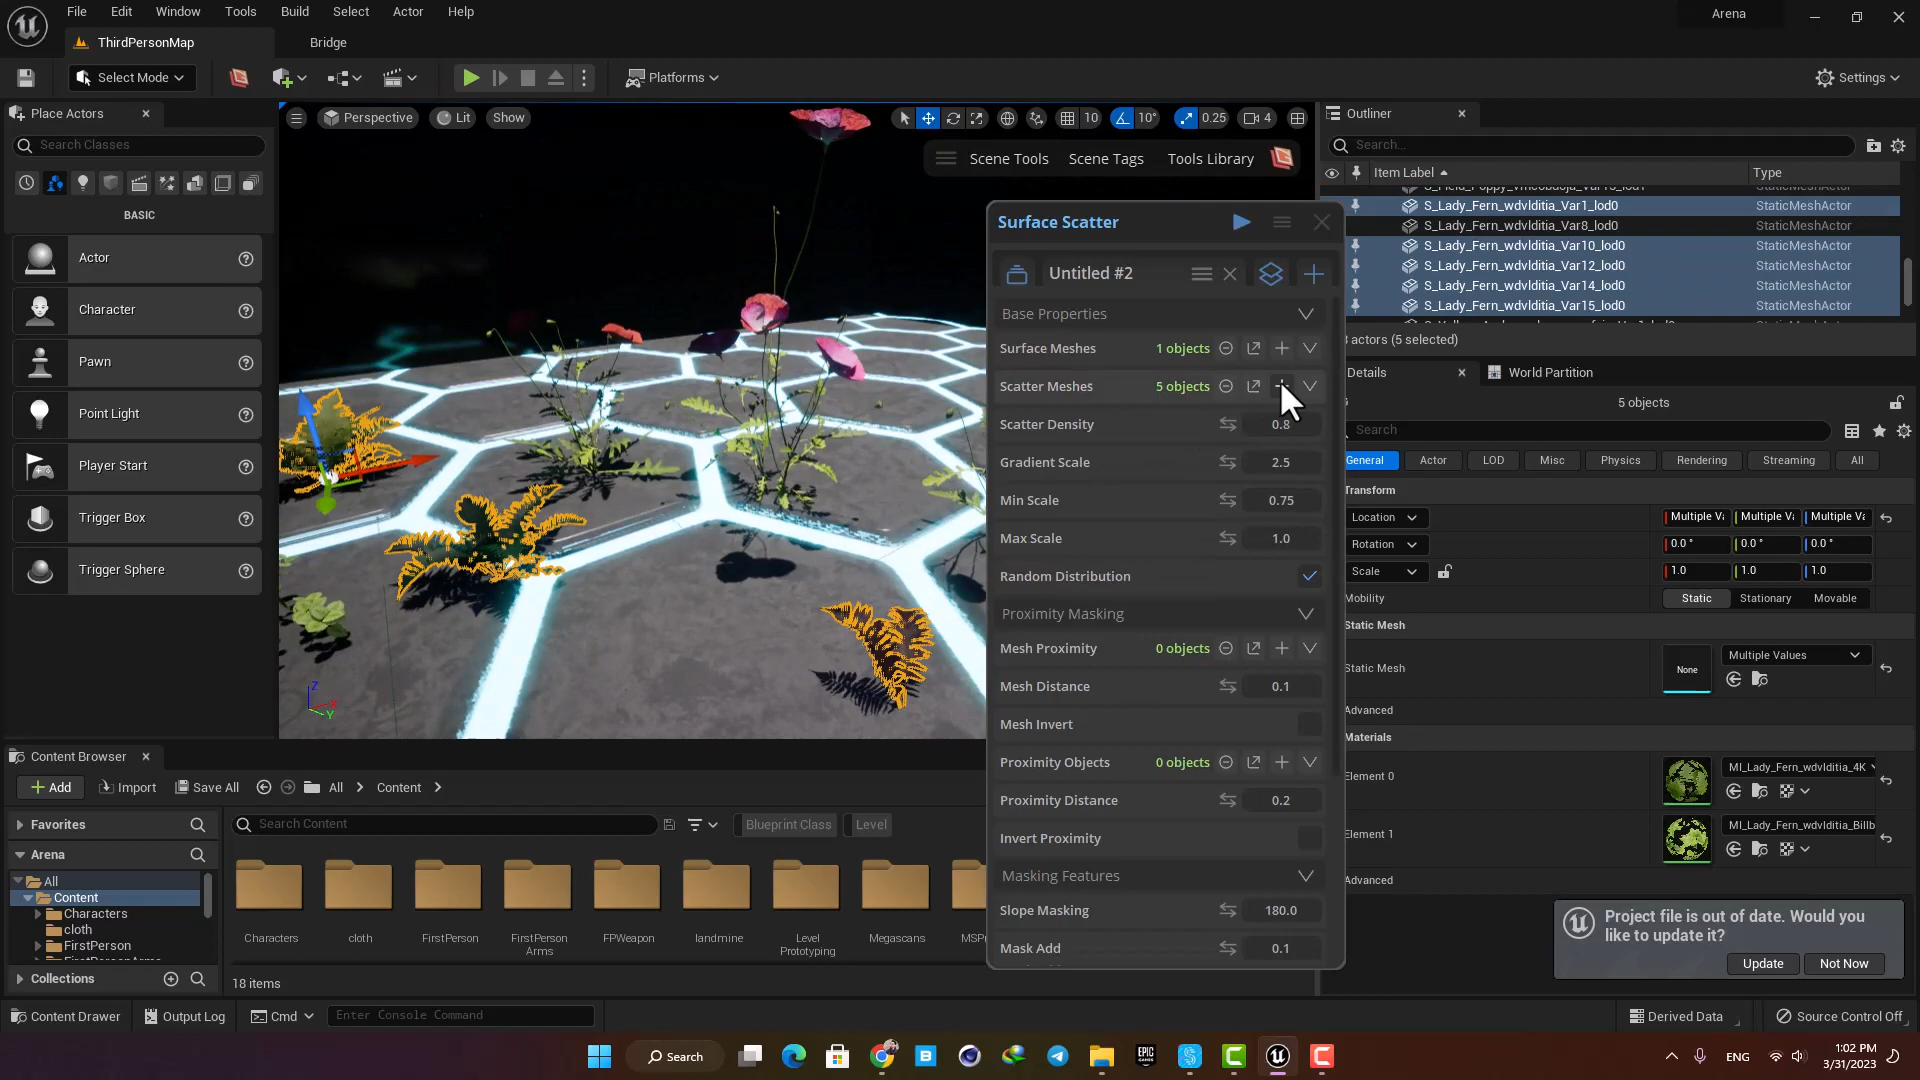 File Edit Window Tools Build Select Actor Help
Arena
ThirdPersonMap
Bridge
Select Mode
Platforms
Settings
Place Actors
Search Classes
BASIC
Actor
Character
Pawn
Point Light
Player Start
Trigger Box
Trigger Sphere
Perspective Lit Show
10 10° 0.25 4
Scene Tools Scene Tags Tools Library
Z
X
Y
Surface Scatter
Untitled #2
Base Properties
Surface Meshes 1 objects
Scatter Meshes 5 objects
Scatter Density 0.8
Gradient Scale 2.5
Min Scale 0.75
Max Scale 1.0
Random Distribution
Proximity Masking
Mesh Proximity 0 objects
Mesh Distance 0.1
Mesh Invert
Proximity Objects 0 objects
Proximity Distance 0.2
Invert Proximity
Masking Features
Slope Masking 180.0
Mask Add 0.1
Outliner
Search...
Item Label Type
S_Lady_Fern_wdvlditia_Var1_lod0 StaticMeshActor
S_Lady_Fern_wdvlditia_Var8_lod0 StaticMeshActor
S_Lady_Fern_wdvlditia_Var10_lod0 StaticMeshActor
S_Lady_Fern_wdvlditia_Var12_lod0 StaticMeshActor
S_Lady_Fern_wdvlditia_Var14_lod0 StaticMeshActor
S_Lady_Fern_wdvlditia_Var15_lod0 StaticMeshActor
actors (5 selected)
Details
World Partition
5 objects
Search
General Actor LOD Misc Physics Rendering Streaming All
Transform
Location Multiple Va Multiple Va Multiple Va
Rotation 0.0 ° 0.0 ° 0.0 °
Scale 1.0 1.0 1.0
Mobility Static Stationary Movable
Static Mesh
Static Mesh None Multiple Values
Advanced
Materials
Element 0 MI_Lady_Fern_wdvlditia_4K
Element 1 MI_Lady_Fern_wdvlditia_Billb
Advanced
Project file is out of date. Would you
like to update it?
Update Not Now
Content Browser
Add Import Save All All Content
Favorites
Arena
All
Content
Characters
cloth
FirstPerson
Collections
Search Content
Blueprint Class Level
Characters
cloth
FirstPerson
FirstPerson
Arms
FPWeapon
landmine
Level
Prototyping
Megascans
18 items
Content Drawer Output Log Cmd Enter Console Command
Derived Data Source Control Off
Search
EPIC
GAMES
ENG
1:02 PM
3/31/2023